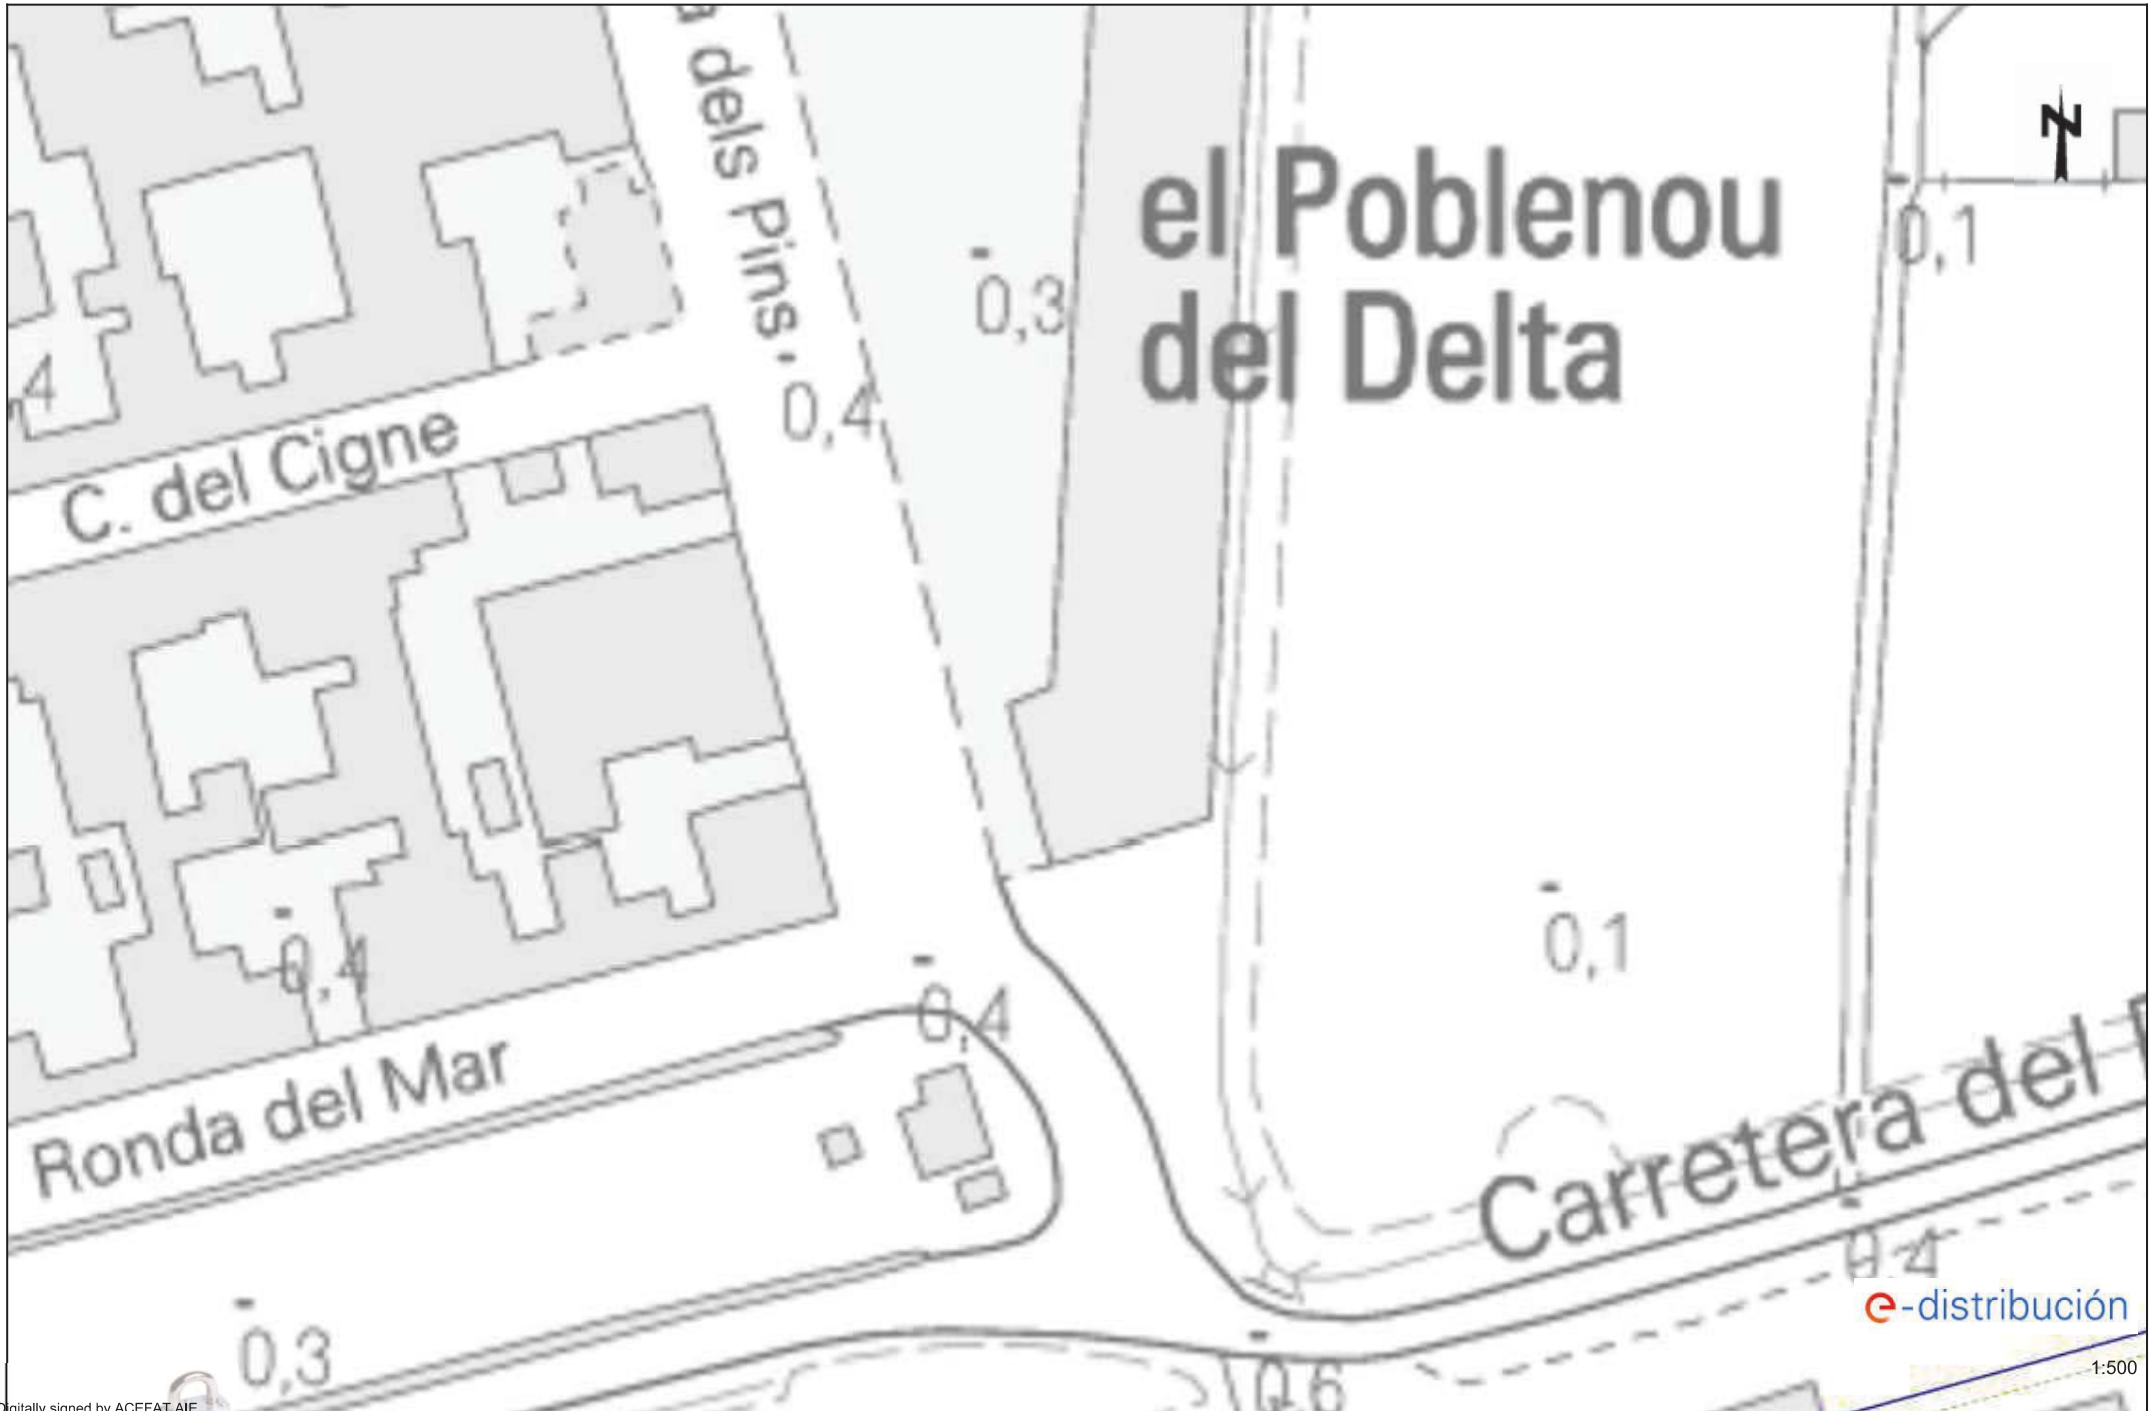 a dels Pins
N
el Poblenou
del Delta
0,1
0,3
4
0,4
C. del Cigne
0,1
0,4
0,4
Ronda del Mar
Carretera del
0,4
e-distribución
0,3
0,6
1:500
Digitally signed by ACEFAT AIE